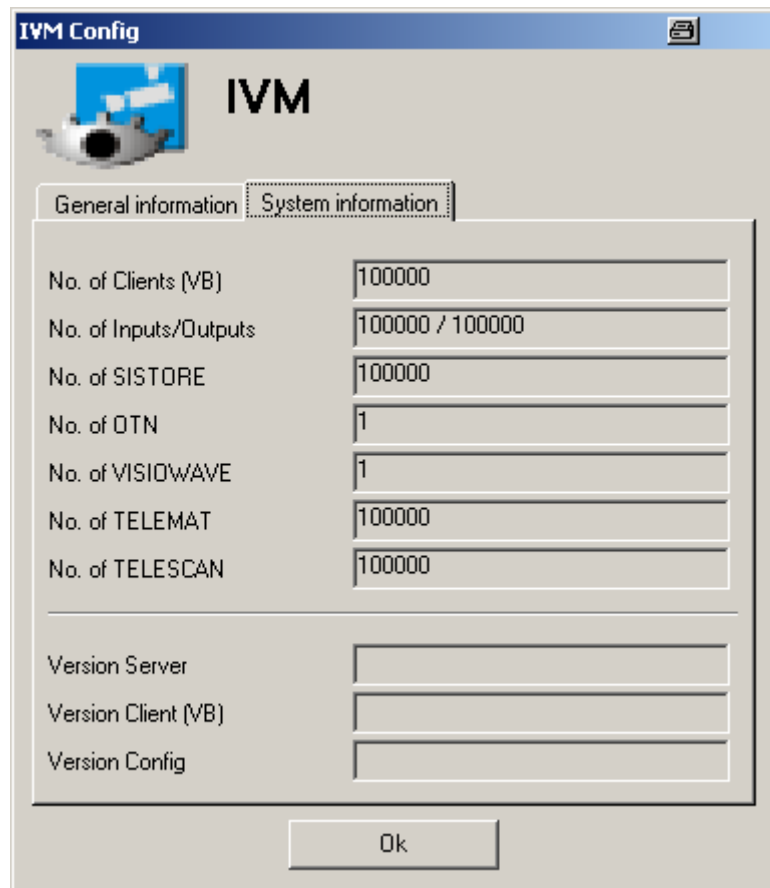 IVM Config
IVM
General information System information
No. of Clients (VB) 100000
No. of Inputs/Outputs 100000 / 100000
No. of SISTORE 100000
No. of OTN 1
No. of VISIOWAVE 1
No. of TELEMAT 100000
No. of TELESCAN 100000
Version Server
Version Client (VB)
Version Config
Ok